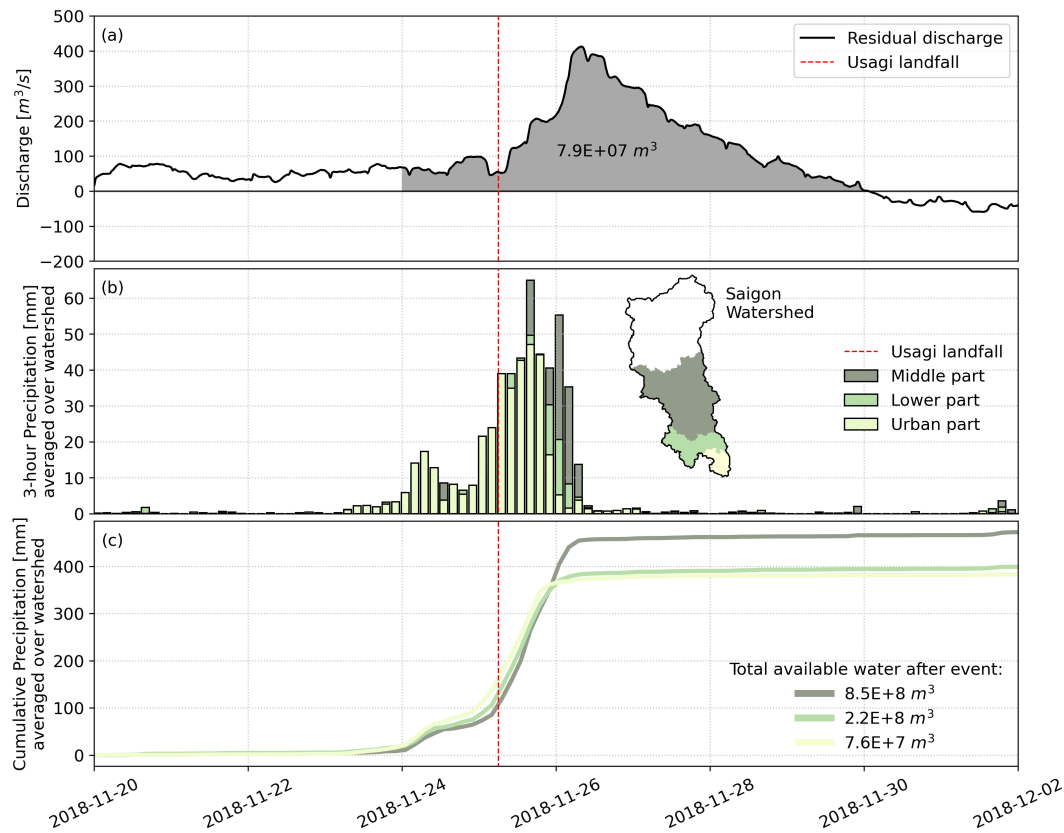 (a)
Discharge [m³/s]
500
400
300
200
100
0
−100
−200
Residual discharge
Usagi landfall
7.9E+07 m³
(b)
3-hour Precipitation [mm]
averaged over watershed
60
50
40
30
20
10
0
Saigon
Watershed
Usagi landfall
Middle part
Lower part
Urban part
(c)
Cumulative Precipitation [mm]
averaged over watershed
400
300
200
100
0
Total available water after event:
8.5E+8 m³
2.2E+8 m³
7.6E+7 m³
2018-11-20
2018-11-22
2018-11-24
2018-11-26
2018-11-28
2018-11-30
2018-12-02